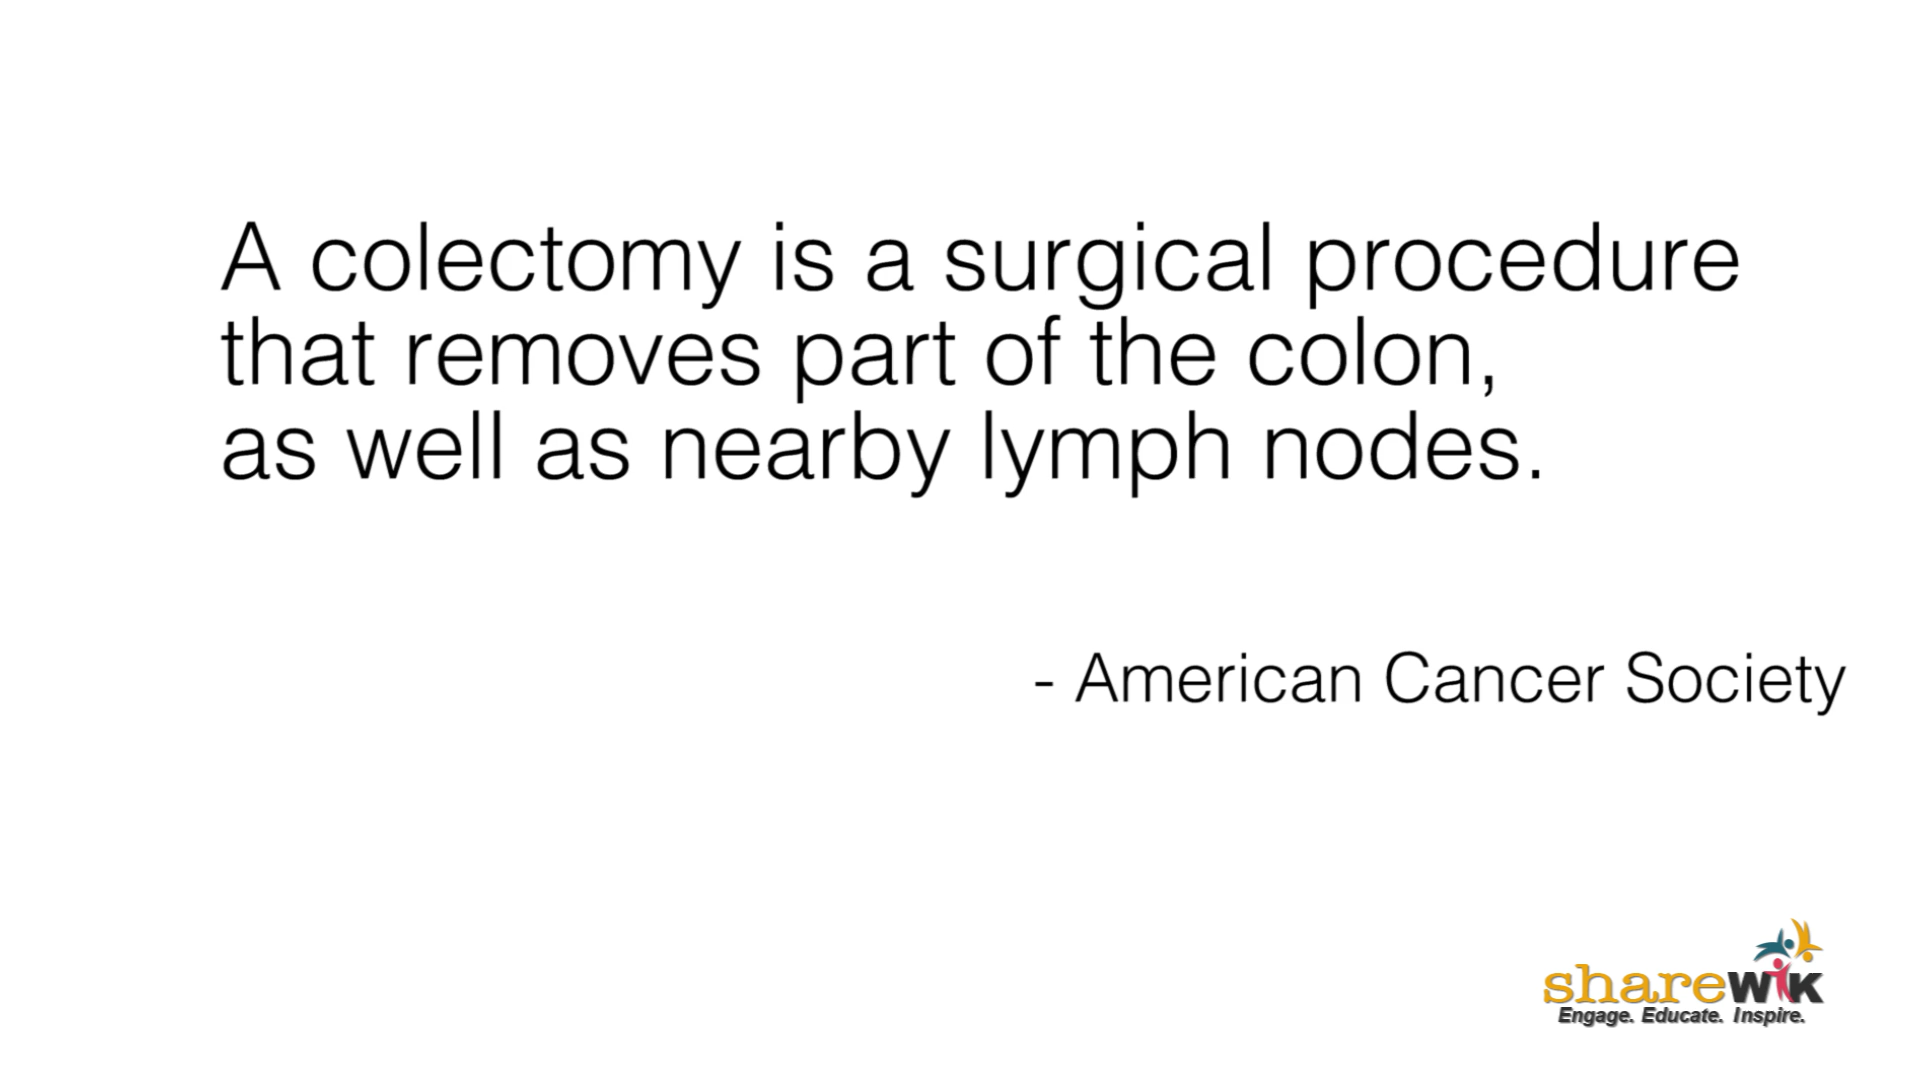 A colectomy is a surgical procedure
that removes part of the colon,
as well as nearby lymph nodes.
- American Cancer Society
sharewik
Engage. Educate. Inspire.